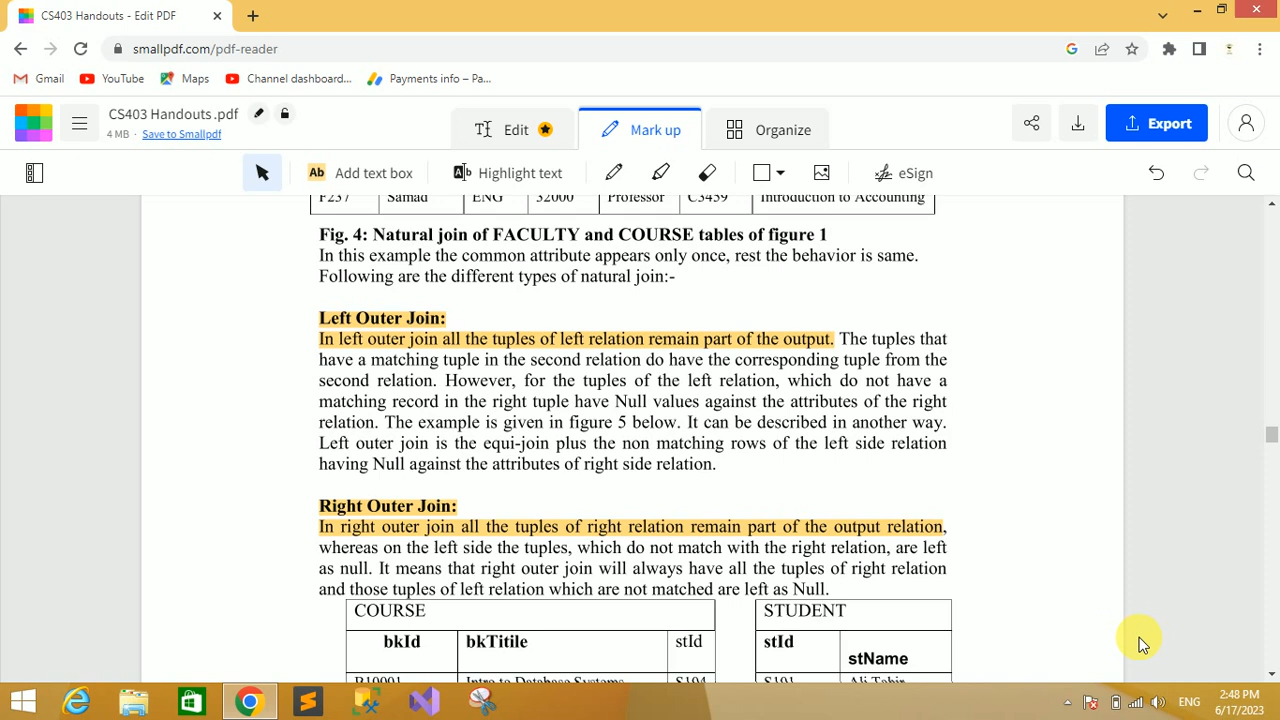 CS403 Handouts - Edit PDF
smallpdf.com/pdf-reader
Gmail YouTube Maps Channel dashboard... Payments info – Pa...
CS403 Handouts .pdf
4 MB · Save to Smallpdf
Edit Mark up Organize
Export
Ab Add text box Highlight text eSign
F237 Samad ENG 32000 Professor C3459 Introduction to Accounting
Fig. 4: Natural join of FACULTY and COURSE tables of figure 1
In this example the common attribute appears only once, rest the behavior is same.
Following are the different types of natural join:-
Left Outer Join:
In left outer join all the tuples of left relation remain part of the output. The tuples that
have a matching tuple in the second relation do have the corresponding tuple from the
second relation. However, for the tuples of the left relation, which do not have a
matching record in the right tuple have Null values against the attributes of the right
relation. The example is given in figure 5 below. It can be described in another way.
Left outer join is the equi-join plus the non matching rows of the left side relation
having Null against the attributes of right side relation.
Right Outer Join:
In right outer join all the tuples of right relation remain part of the output relation,
whereas on the left side the tuples, which do not match with the right relation, are left
as null. It means that right outer join will always have all the tuples of right relation
and those tuples of left relation which are not matched are left as Null.
COURSE STUDENT
bkId bkTitile stId stId stName
B10001 Intro to Database Systems S104 S101 Ali Tahir
ENG
2:48 PM
6/17/2023